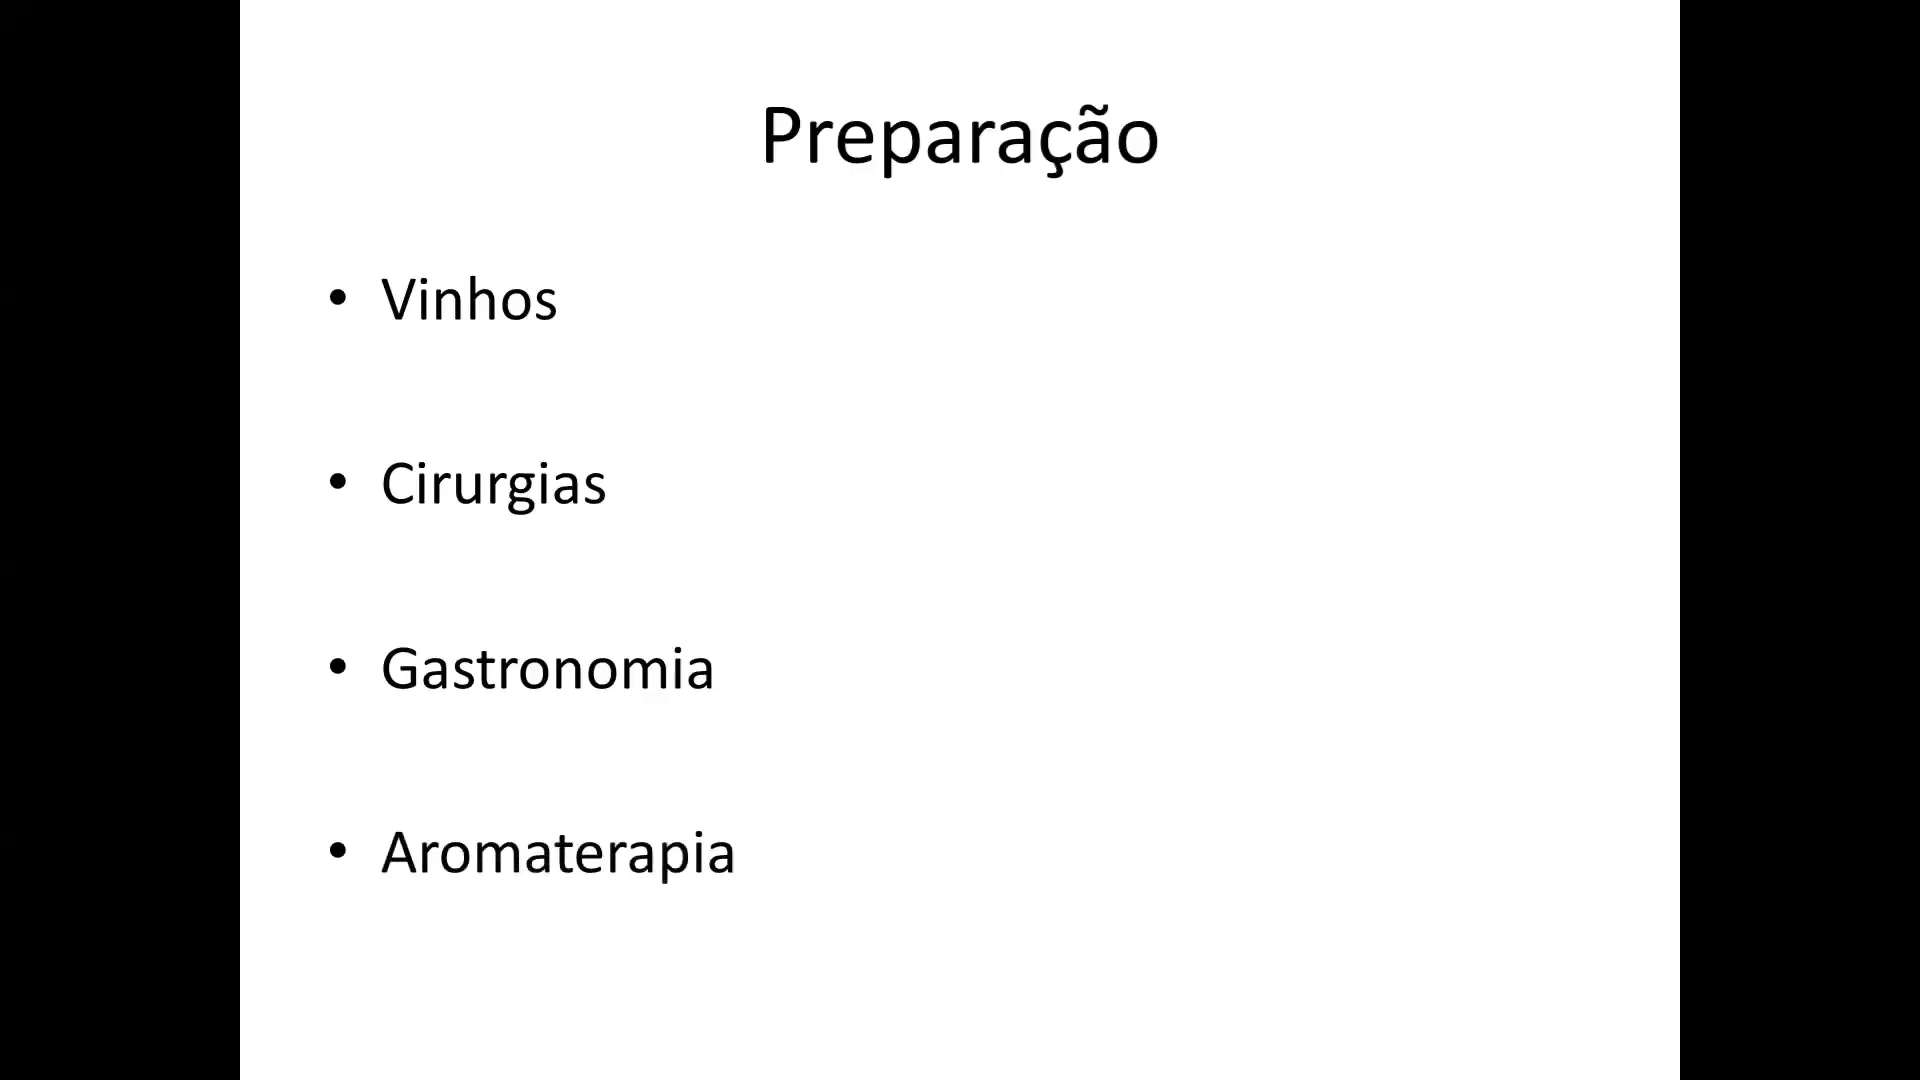 Preparação
• Vinhos
• Cirurgias
• Gastronomia
• Aromaterapia